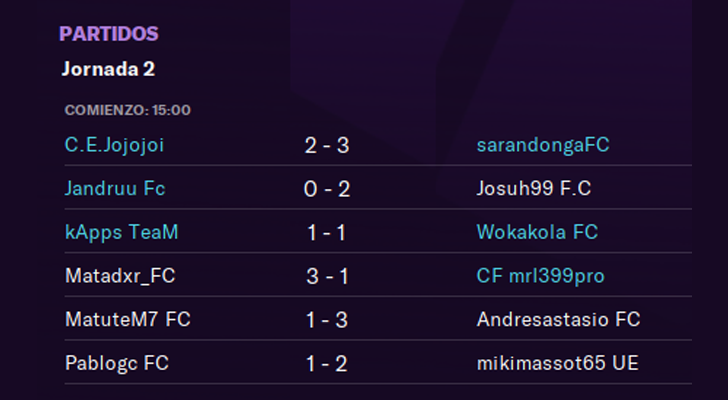 PARTIDOS
Jornada 2
COMIENZO: 15:00
C.E.Jojojoi 2 - 3 sarandongaFC
Jandruu Fc 0 - 2 Josuh99 F.C
kApps TeaM 1 - 1 Wokakola FC
Matadxr_FC 3 - 1 CF mrl399pro
MatuteM7 FC 1 - 3 Andresastasio FC
Pablogc FC 1 - 2 mikimassot65 UE